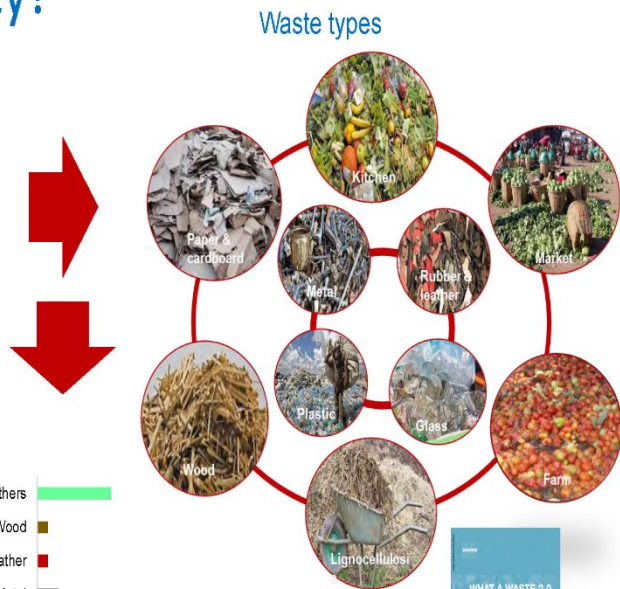 y?
Waste types
Kitchen
Paper &
cardboard
Market
Metal
Rubber &
leather
Plastic
Glass
Wood
Farm
Lignocellulosi
thers
Wood
ather
WHAT A WASTE 2.0